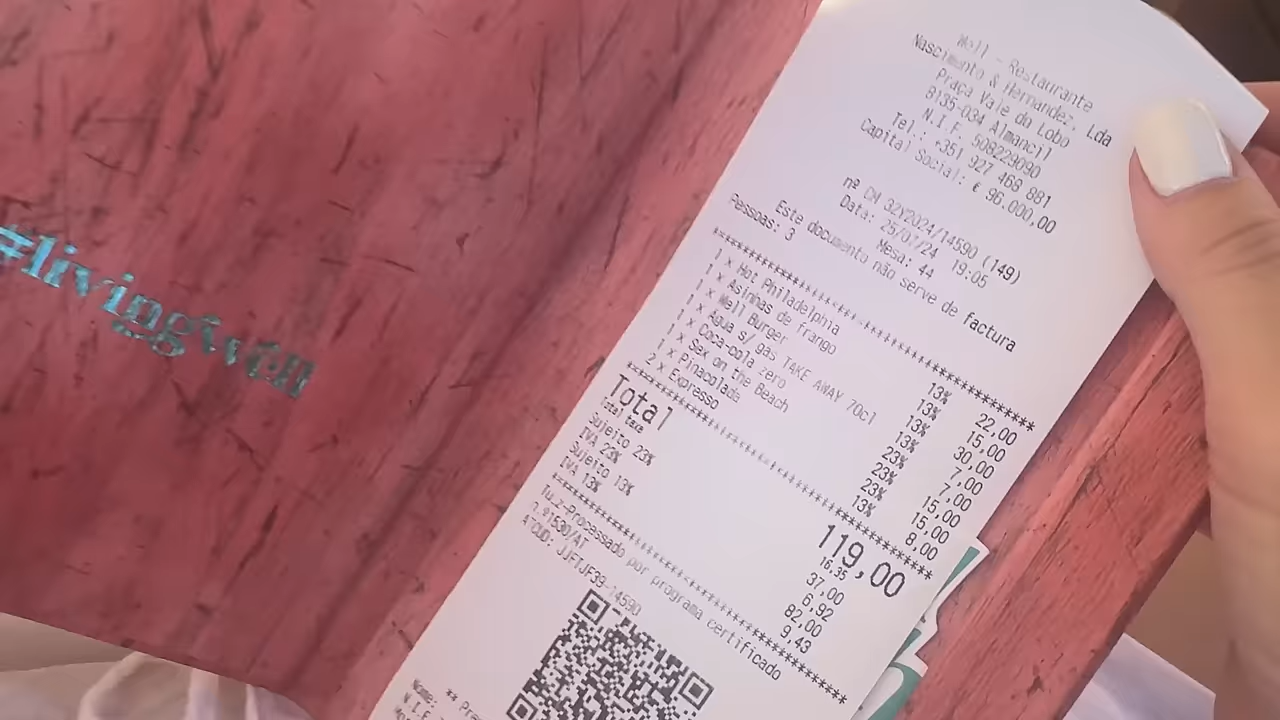 #livingwell
Well - Restaurante
Nascimento & Hernandez, Lda
Praça Vale do Lobo
8135-034 Almancil
N.I.F. 508229090
Tel.: +351 927 468 881
Capital Social: € 96.000,00
nº CM 32Y2024/14590 (149)
Data: 25/07/24 19:05
Mesa: 44
Este documento não serve de factura
Pessoas: 3
***********************************
1 x Hot Philadelphia 13% 22,00
1 x Asinhas de frango 13% 15,00
1 x Well Burger 13% 30,00
1 x Agua s/ gas TAKE AWAY 70cl 13% 7,00
1 x Coca-cola zero 23% 7,00
1 x Sex on the Beach 23% 15,00
1 x Pinacolada 23% 15,00
2 x Expresso 13% 8,00
***********************************
Total 119,00
Total taxa 16,35
Sujeito 23% 37,00
IVA 23% 6,92
Sujeito 13% 82,00
IVA 13% 9,43
***********************************
Tu.z-Processado por programa certificado
n.91530/AT
ATCUD: JJFTJF39-14590
Nome: